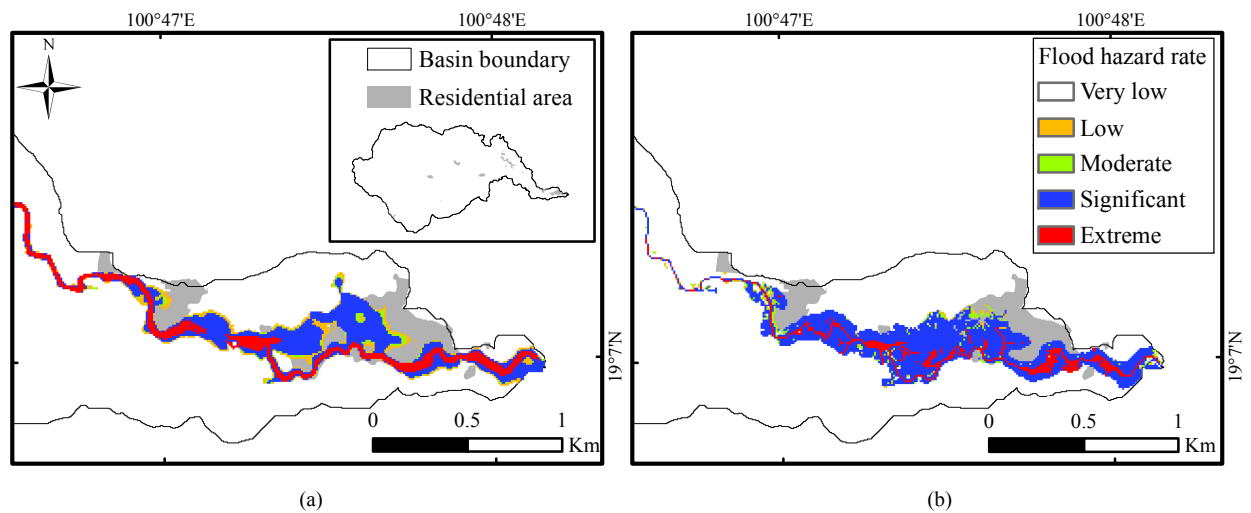 100°47'E
100°48'E
100°47'E
100°48'E
N
Basin boundary
Residential area
Flood hazard rate
Very low
Low
Moderate
Significant
Extreme
19°7'N
19°7'N
0
0.5
1
Km
0
0.5
1
Km
(a)
(b)